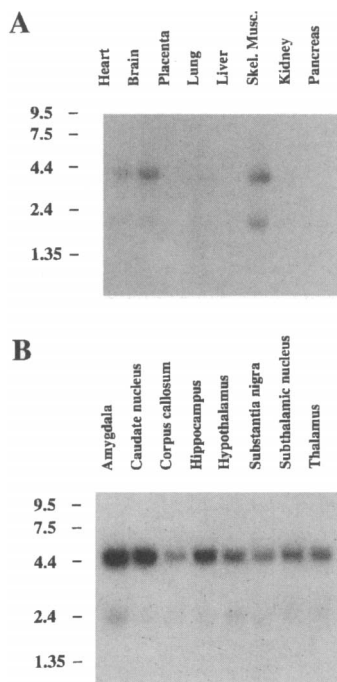 A
Heart
Brain
Placenta
Lung
Liver
Skel. Musc.
Kidney
Pancreas
9.5 -
7.5 -
4.4 -
2.4 -
1.35 -
B
Amygdala
Caudate nucleus
Corpus callosum
Hippocampus
Hypothalamus
Substantia nigra
Subthalamic nucleus
Thalamus
9.5 -
7.5 -
4.4 -
2.4 -
1.35 -